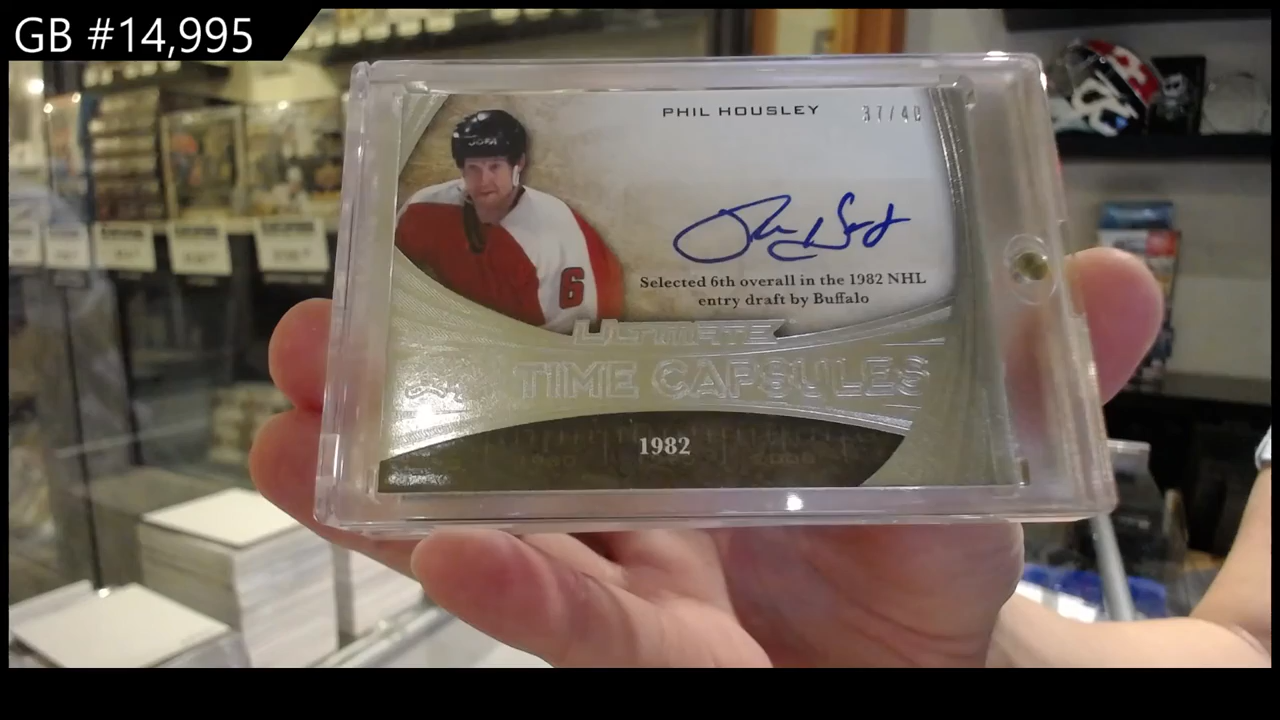 GB #14,995
PHIL HOUSLEY
37/40
JOFA
6
Selected 6th overall in the 1982 NHL
entry draft by Buffalo
ULTIMATE
TIME CAPSULES
1982